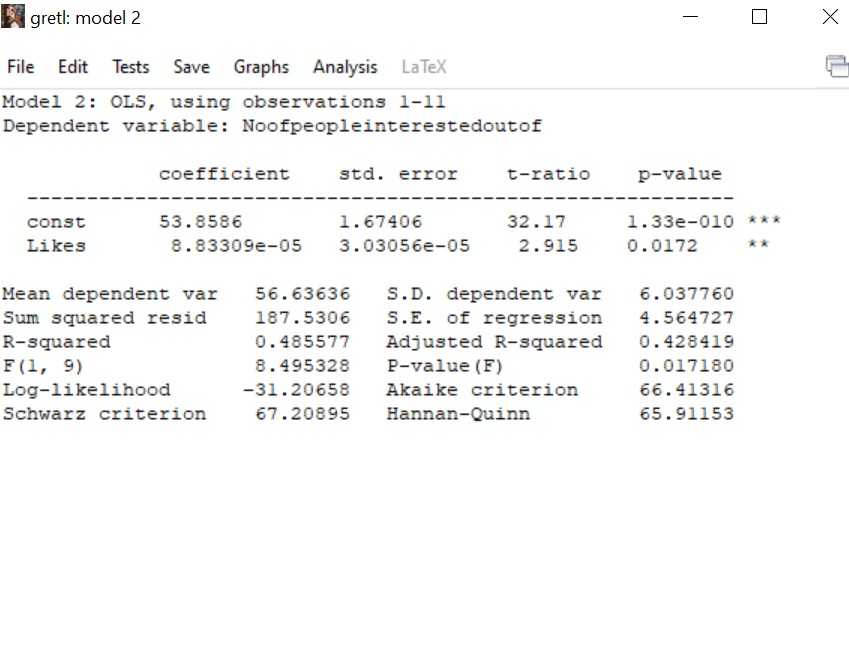 gretl: model 2
File Edit Tests Save Graphs Analysis LaTeX
Model 2: OLS, using observations 1-11
Dependent variable: Noofpeopleinterestedoutof
coefficient std. error t-ratio p-value
---------------------------------------------------------
const 53.8586 1.67406 32.17 1.33e-010 ***
Likes 8.83309e-05 3.03056e-05 2.915 0.0172 **
Mean dependent var 56.63636 S.D. dependent var 6.037760
Sum squared resid 187.5306 S.E. of regression 4.564727
R-squared 0.485577 Adjusted R-squared 0.428419
F(1, 9) 8.495328 P-value(F) 0.017180
Log-likelihood -31.20658 Akaike criterion 66.41316
Schwarz criterion 67.20895 Hannan-Quinn 65.91153